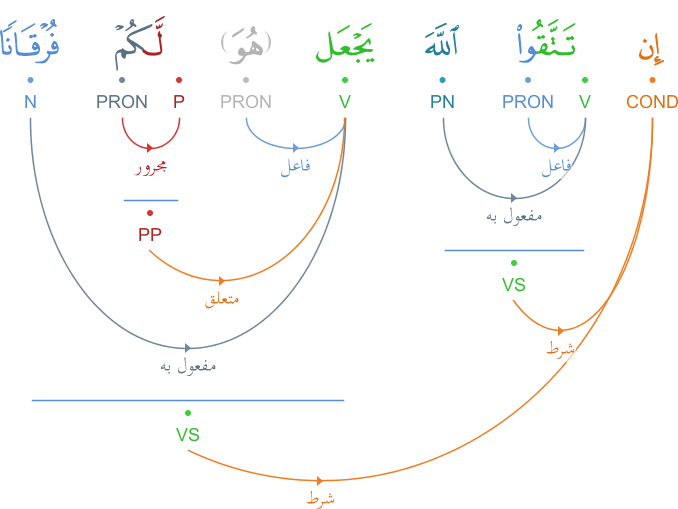 إِن تَتَّقُوا۟ ٱللَّهَ يَجْعَل (هُوَ) لَّكُمْ فُرْقَانًا
COND V PRON PN V PRON P PRON N
مجرور فاعل فاعل
PP مفعول به
متعلق VS
شرط
مفعول به
VS
شرط